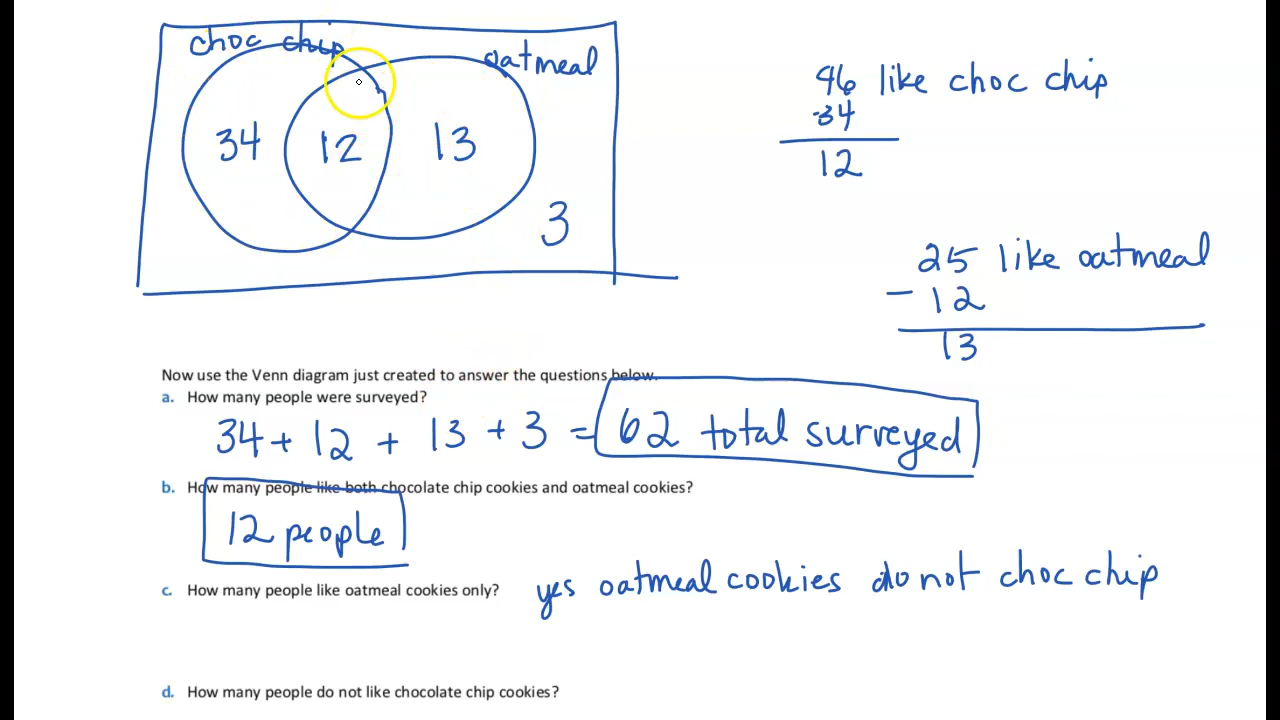 choc chip
oatmeal
34 12 13
3
46 like choc chip
-34
12
25 like oatmeal
- 12
13
Now use the Venn diagram just created to answer the questions below.
a. How many people were surveyed?
34 + 12 + 13 + 3 = 62 total surveyed
b. How many people like both chocolate chip cookies and oatmeal cookies?
12 people
c. How many people like oatmeal cookies only? yes oatmeal cookies do not choc chip
d. How many people do not like chocolate chip cookies?